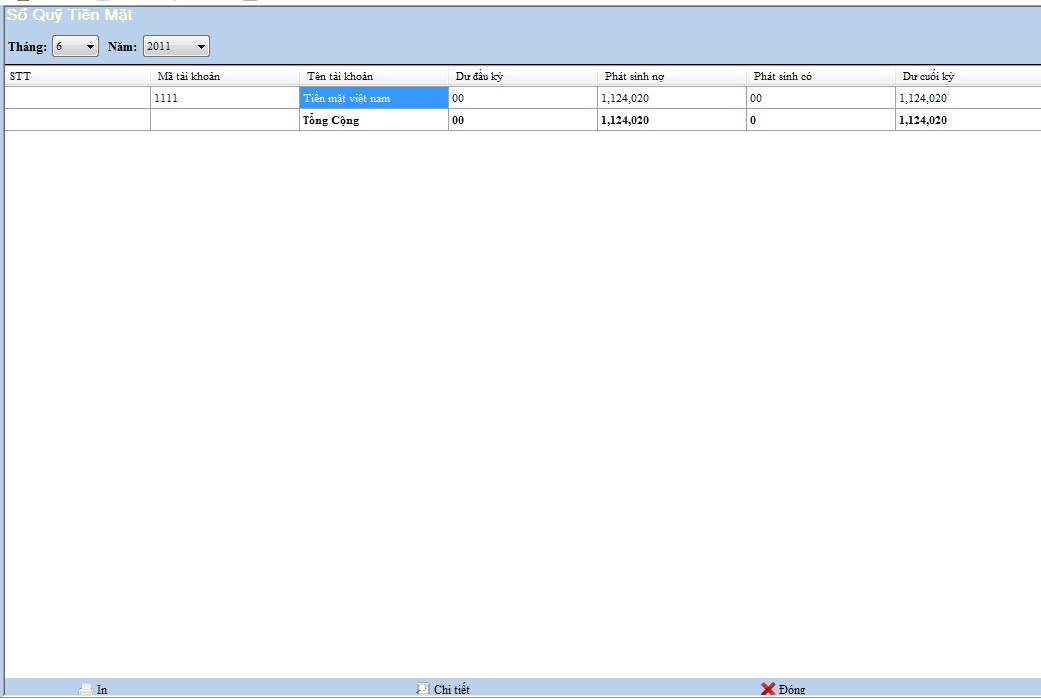 Sổ Quỹ Tiền Mặt
Tháng: 6 Năm: 2011
STT Mã tài khoản Tên tài khoản Dư đầu kỳ Phát sinh nợ Phát sinh có Dư cuối kỳ
1111 Tiền mặt việt nam 00 1,124,020 00 1,124,020
Tổng Cộng 00 1,124,020 0 1,124,020
In Chi tiết Đóng